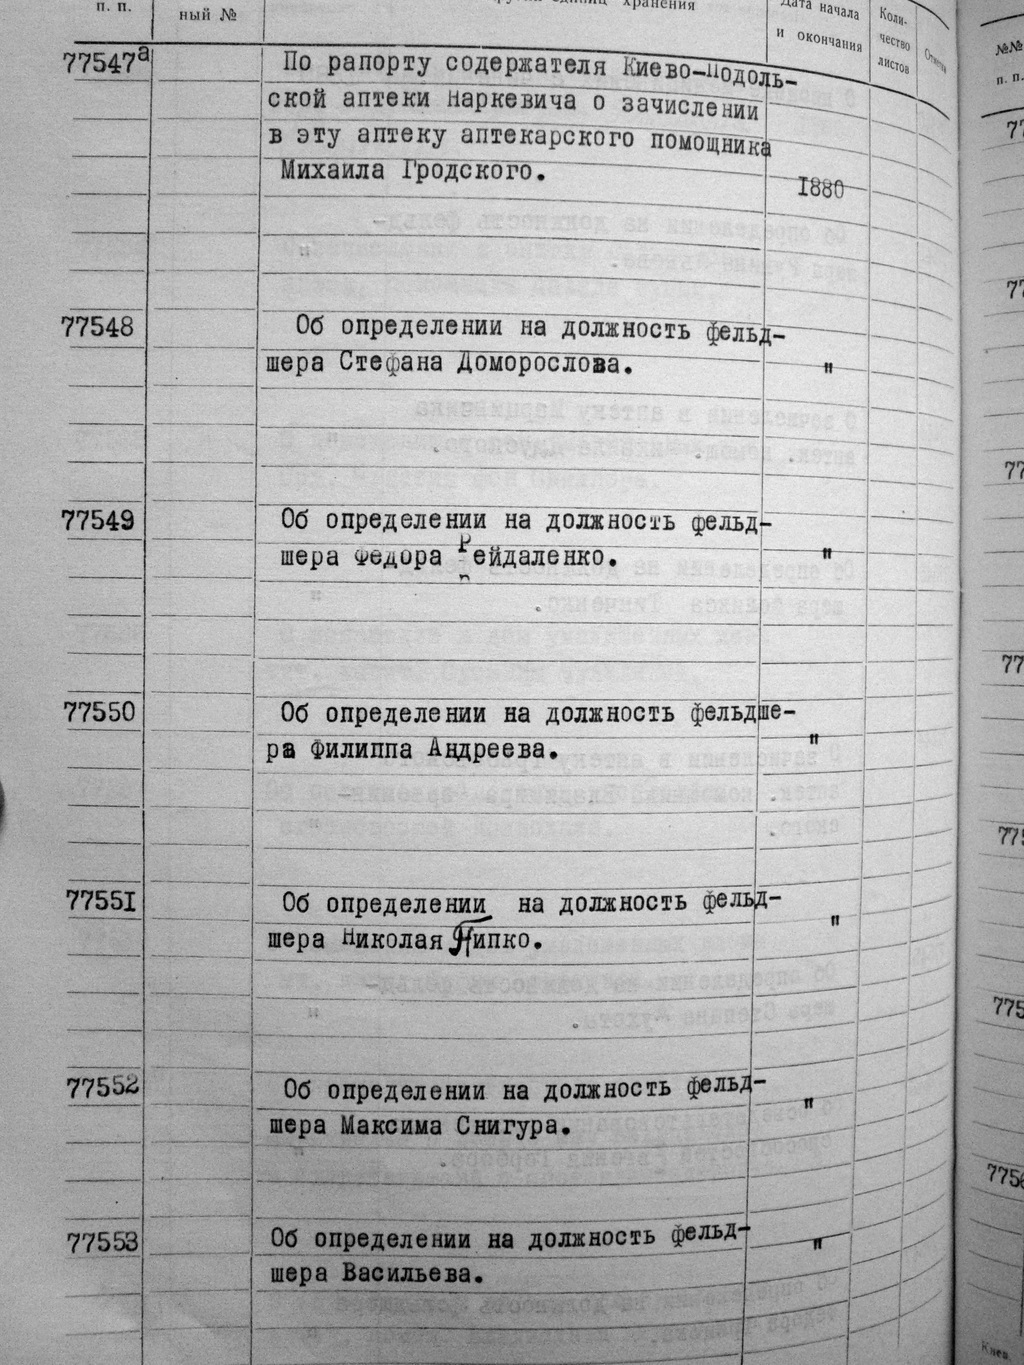 п. п.
ный №
хранения
Дата начала
и окончания
Коли-
чество
листов
77547а По рапорту содержателя Киево-Подоль-
ской аптеки Маркевича о зачислении
в эту аптеку аптекарского помощника
Михаила Гродского.
1880
77548 Об определении на должность фельд-
шера Стефана Доморослова. "
77549 Об определении на должность фельд-
шера Федора Рейдаленко. "
77550 Об определении на должность фельдше-
ра Филиппа Андреева. "
77551 Об определении на должность фельд-
шера Николая Нипко. "
77552 Об определении на должность фельд-
шера Максима Снигура. "
77553 Об определении на должность фельд-
шера Васильева. "
№№
п. п.